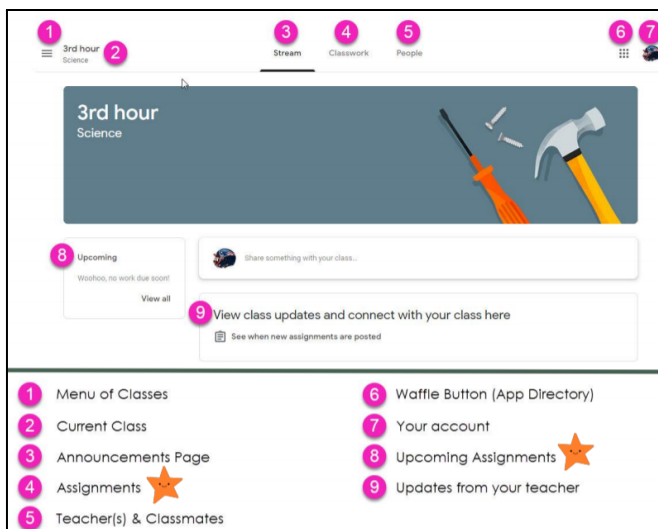 1 3 4 5 6 7
3rd hour 2 Stream Classwork People
Science
3rd hour
Science
8 Upcoming Share something with your class...
Woohoo, no work due soon!
View all
9 View class updates and connect with your class here
See when new assignments are posted
1 Menu of Classes
2 Current Class
3 Announcements Page
4 Assignments
5 Teacher(s) & Classmates
6 Waffle Button (App Directory)
7 Your account
8 Upcoming Assignments
9 Updates from your teacher